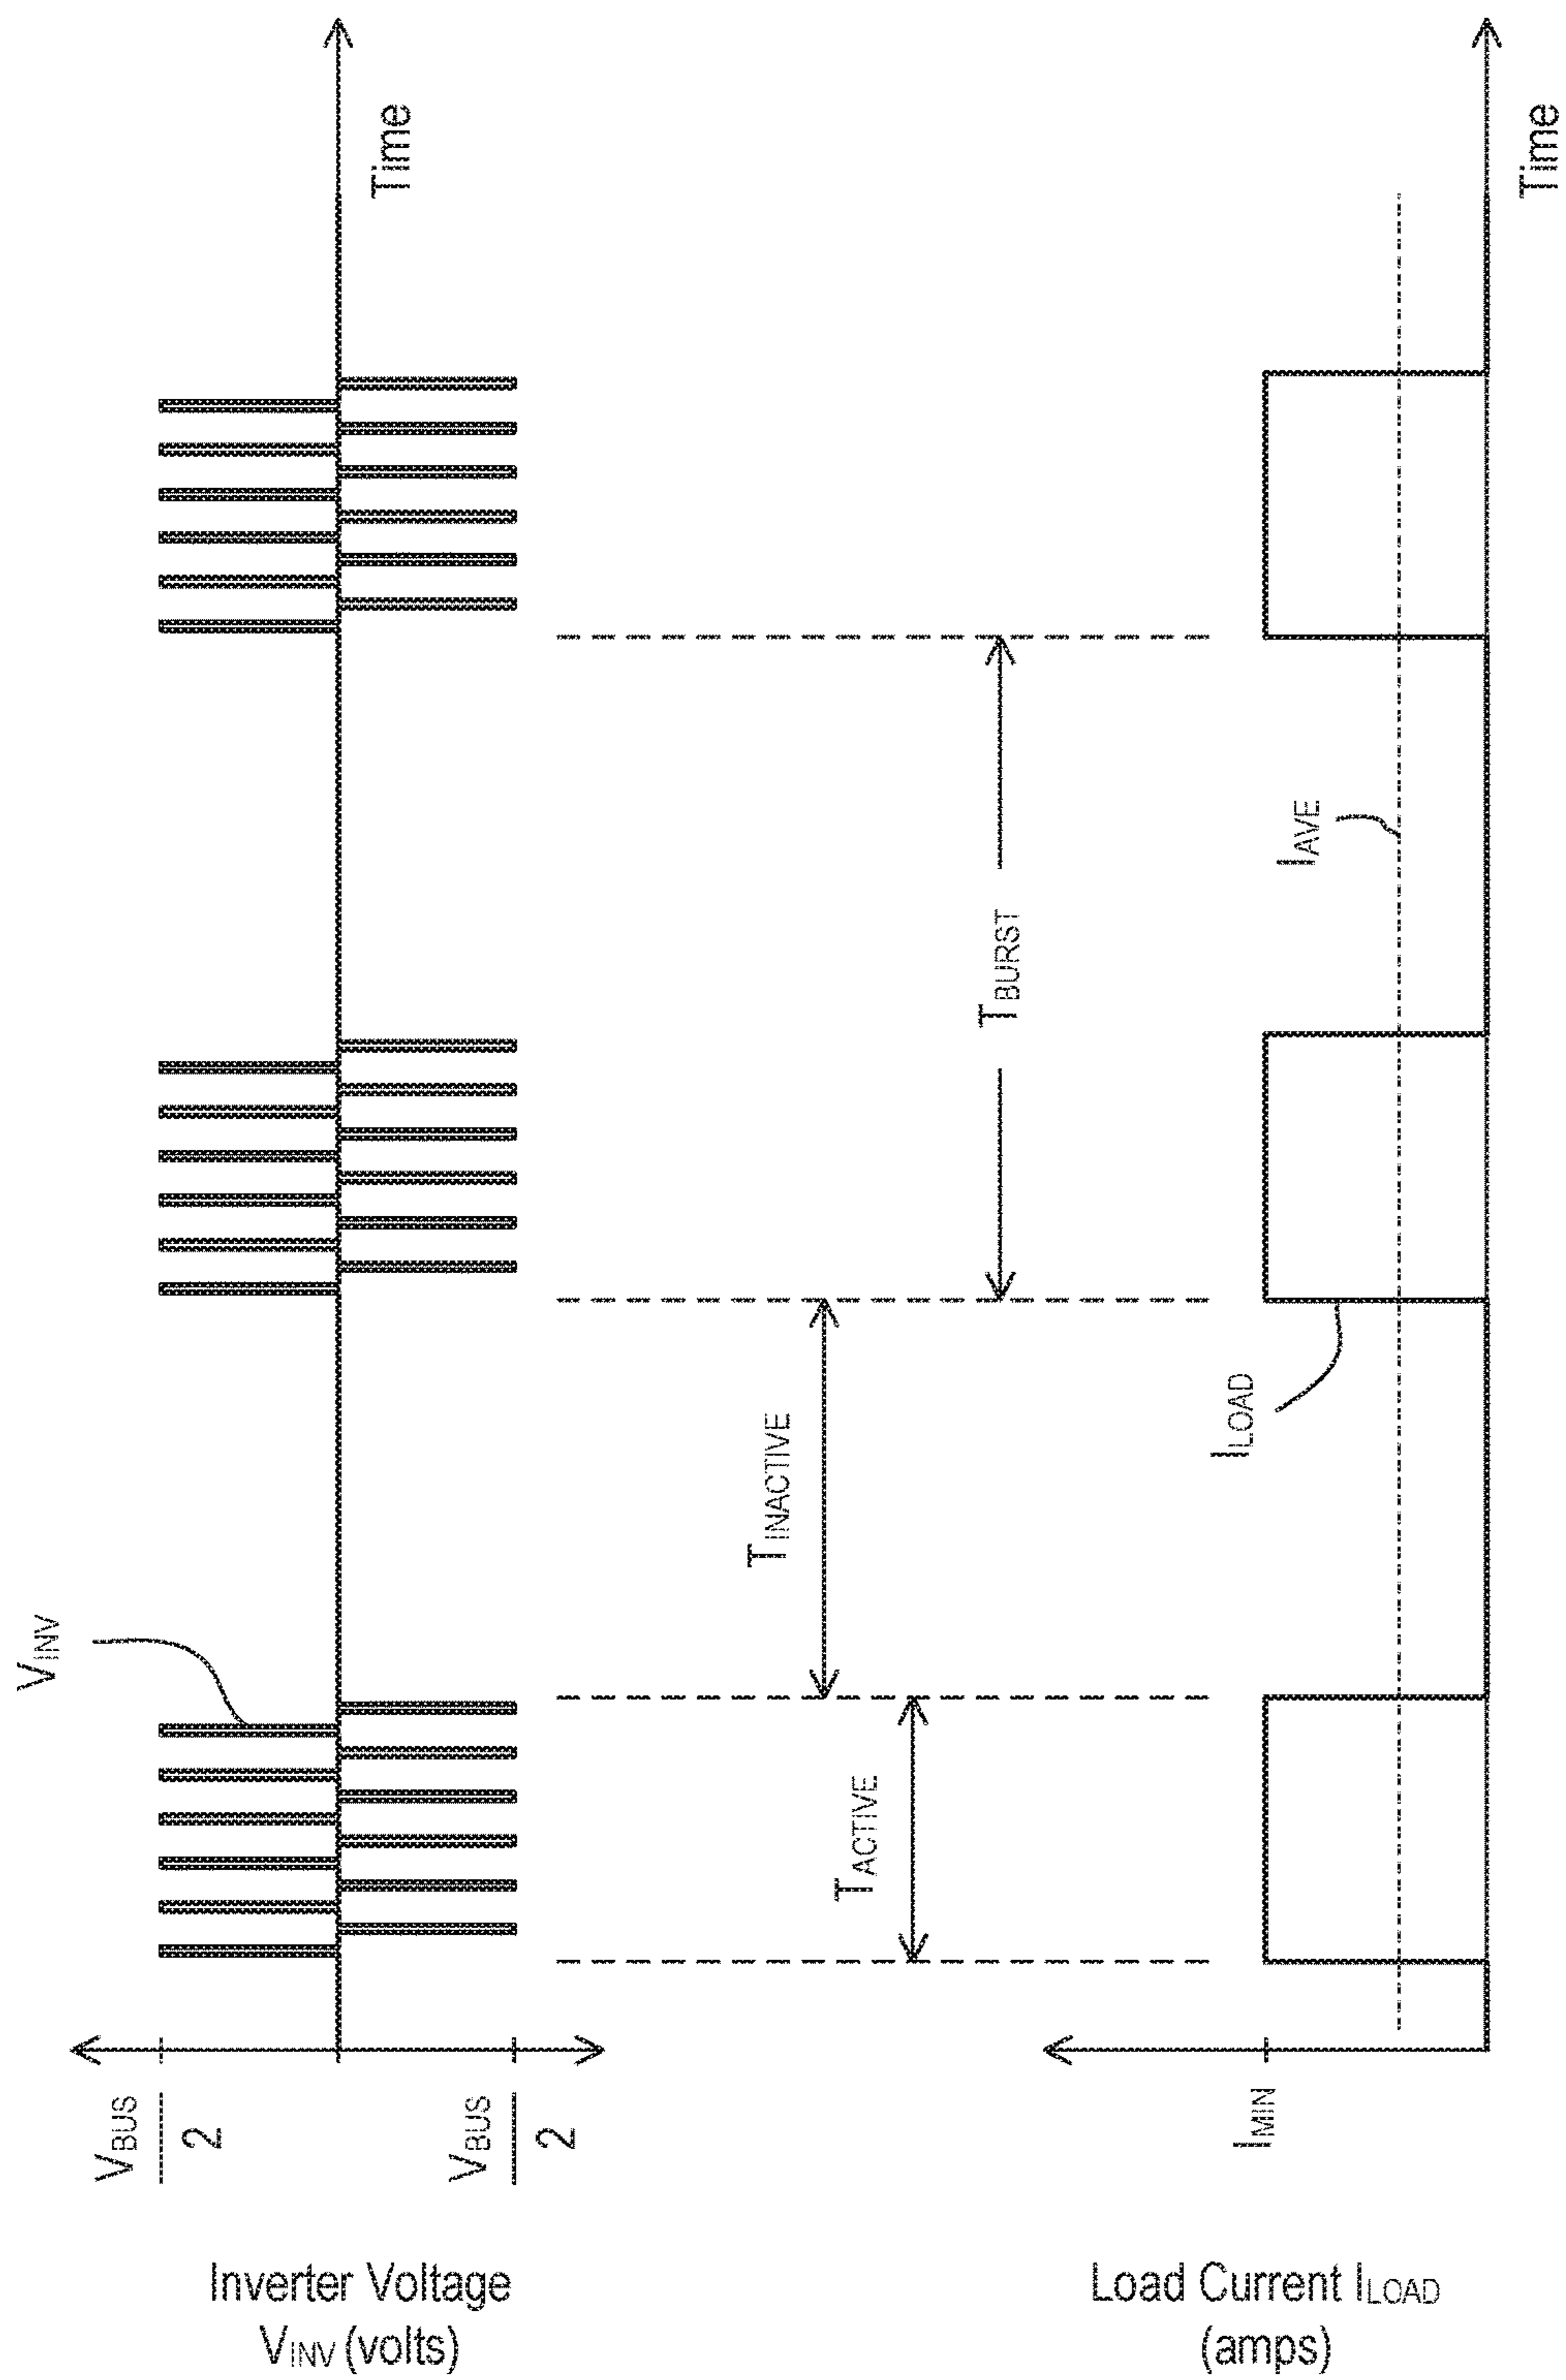 Inverter Voltage
VINV (volts)
VBUS
2
VBUS
2
VINV
Time
TACTIVE
TINACTIVE
TBURST
Load Current ILOAD
(amps)
IMIN
ILOAD
IAVE
Time